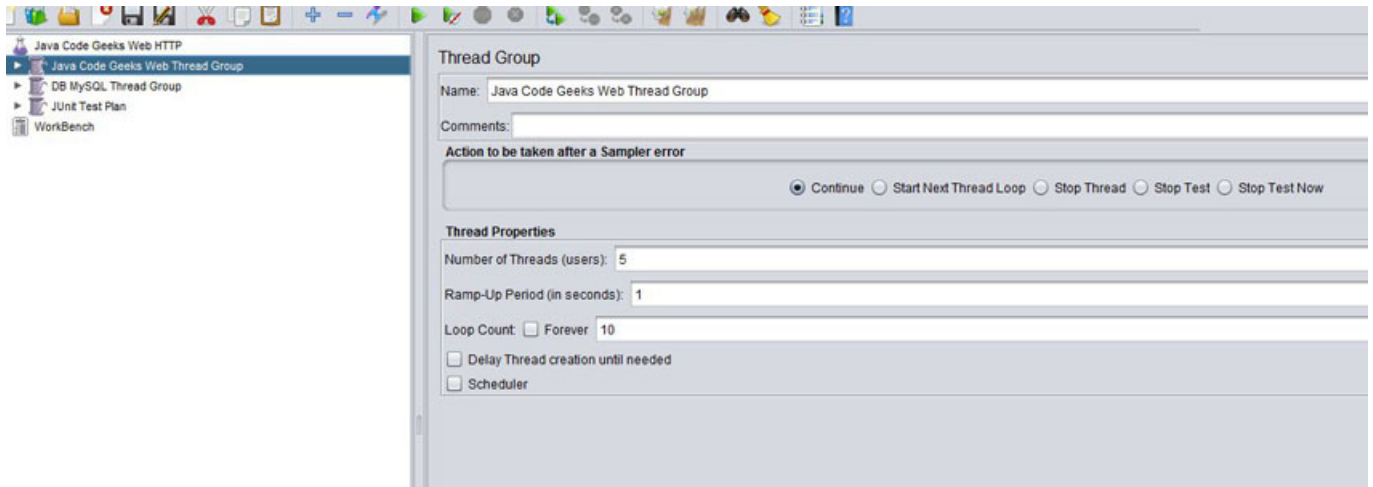 Java Code Geeks Web HTTP
Java Code Geeks Web Thread Group
DB MySQL Thread Group
JUnit Test Plan
WorkBench
Thread Group
Name: Java Code Geeks Web Thread Group
Comments:
Action to be taken after a Sampler error
Continue Start Next Thread Loop Stop Thread Stop Test Stop Test Now
Thread Properties
Number of Threads (users): 5
Ramp-Up Period (in seconds): 1
Loop Count: Forever 10
Delay Thread creation until needed
Scheduler